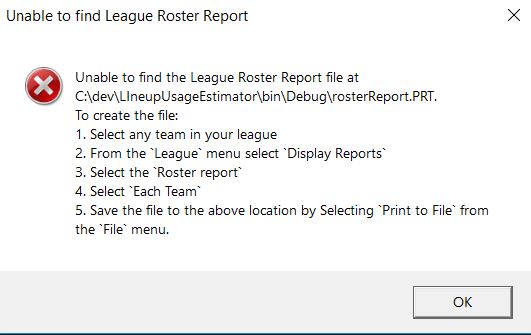 Unable to find League Roster Report
Unable to find the League Roster Report file at
C:\dev\LIneupUsageEstimator\bin\Debug\rosterReport.PRT.
To create the file:
1. Select any team in your league
2. From the `League` menu select `Display Reports`
3. Select the `Roster report`
4. Select `Each Team`
5. Save the file to the above location by Selecting `Print to File` from
the `File` menu.
OK